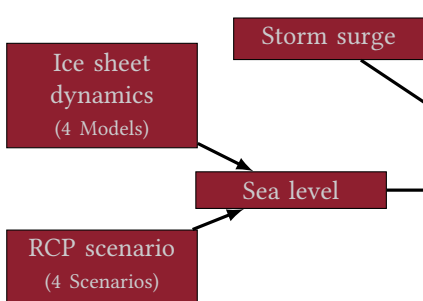 Storm surge
Ice sheet
dynamics
(4 Models)
Sea level
RCP scenario
(4 Scenarios)